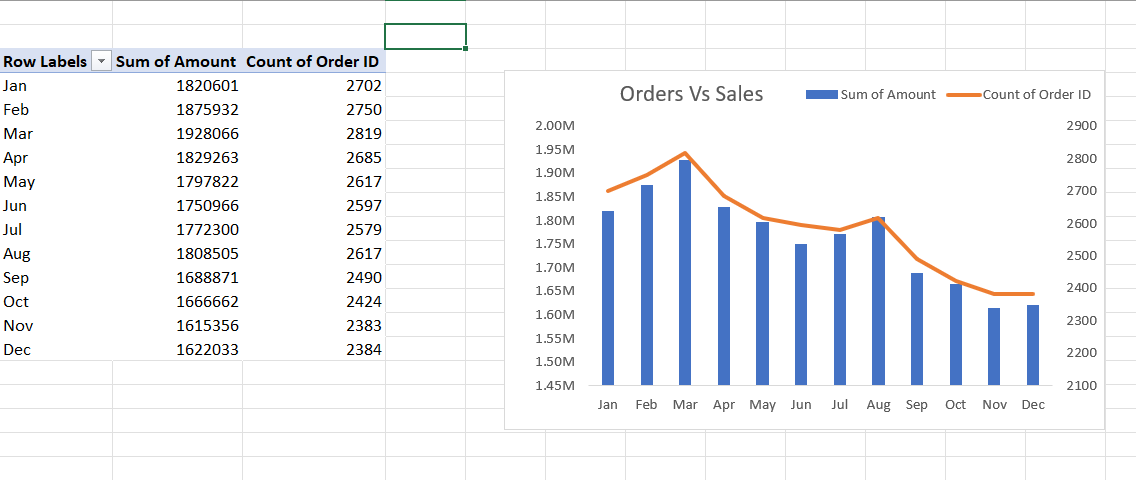 Row Labels Sum of Amount Count of Order ID
Jan 1820601 2702
Feb 1875932 2750
Mar 1928066 2819
Apr 1829263 2685
May 1797822 2617
Jun 1750966 2597
Jul 1772300 2579
Aug 1808505 2617
Sep 1688871 2490
Oct 1666662 2424
Nov 1615356 2383
Dec 1622033 2384
Orders Vs Sales
Sum of Amount Count of Order ID
2.00M
1.95M
1.90M
1.85M
1.80M
1.75M
1.70M
1.65M
1.60M
1.55M
1.50M
1.45M
2900
2800
2700
2600
2500
2400
2300
2200
2100
Jan Feb Mar Apr May Jun Jul Aug Sep Oct Nov Dec